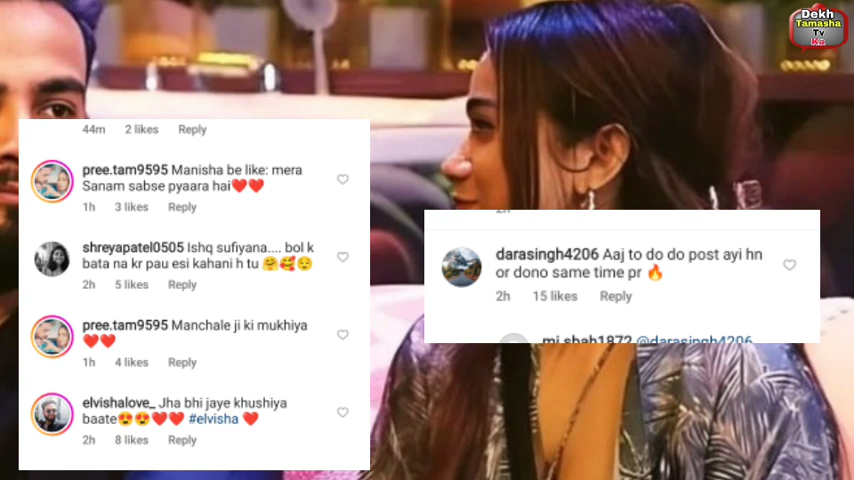 Dekh
Tamasha
Tv
Ka
44m 2 likes Reply
pree.tam9595 Manisha be like: mera
Sanam sabse pyaara hai❤️❤️
1h 3 likes Reply
shreyapatel0505 Ishq sufiyana.... bol k
bata na kr pau esi kahani h tu 🤗🥰😌
2h 5 likes Reply
pree.tam9595 Manchale ji ki mukhiya
❤️❤️
1h 4 likes Reply
elvishalove_ Jha bhi jaye khushiya
baate😍😍❤️❤️ #elvisha ❤️
2h 8 likes Reply
darasingh4206 Aaj to do do post ayi hn
or dono same time pr 🔥
2h 15 likes Reply
mi.shah1872 @darasingh4206